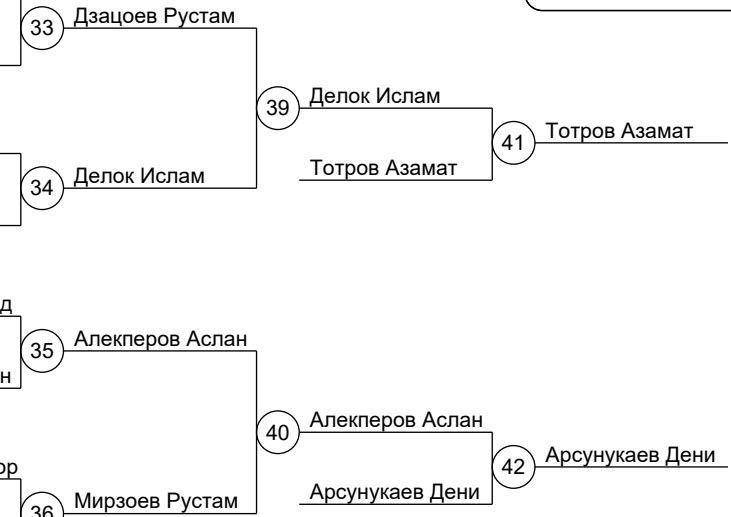 33 Дзацоев Рустам
39 Делок Ислам
41 Тотров Азамат
Тотров Азамат
34 Делок Ислам
д
35 Алекперов Аслан
н
40 Алекперов Аслан
42 Арсунукаев Дени
ор
Арсунукаев Дени
36 Мирзоев Рустам